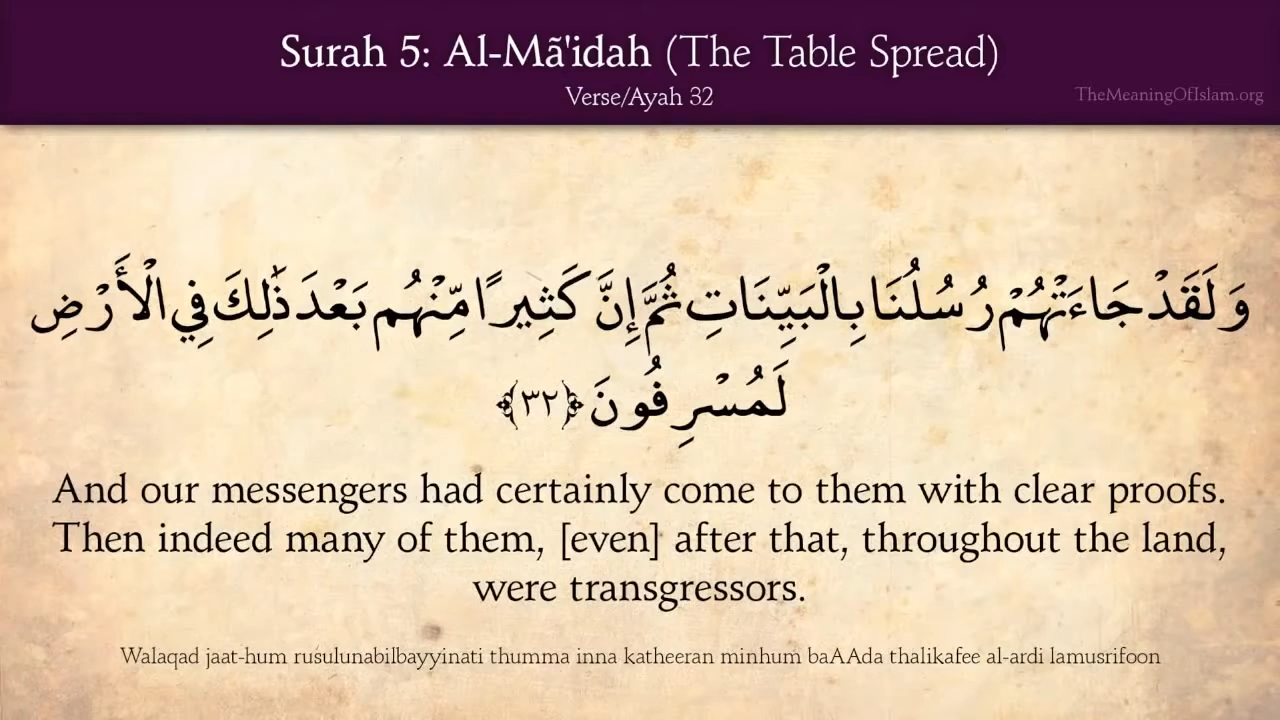 Surah 5: Al-Mã'idah (The Table Spread)
Verse/Ayah 32
TheMeaningOfIslam.org
وَلَقَدْ جَاءَتْهُمْ رُسُلُنَا بِالْبَيِّنَاتِ ثُمَّ إِنَّ كَثِيرًا مِّنْهُم بَعْدَ ذَٰلِكَ فِي الْأَرْضِ
لَمُسْرِفُونَ ﴿٣٢﴾
And our messengers had certainly come to them with clear proofs.
Then indeed many of them, [even] after that, throughout the land,
were transgressors.
Walaqad jaat-hum rusulunabilbayyinati thumma inna katheeran minhum baAAda thalikafee al-ardi lamusrifoon